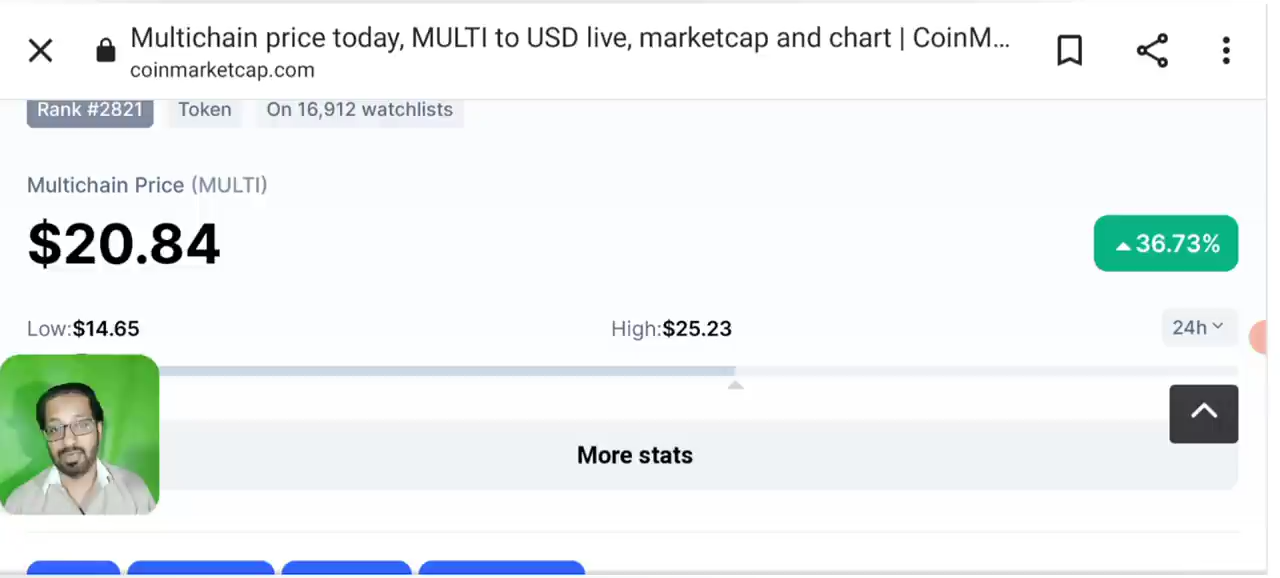 Multichain price today, MULTI to USD live, marketcap and chart | CoinM...
coinmarketcap.com
Rank #2821 Token On 16,912 watchlists
Multichain Price (MULTI)
$20.84
36.73%
Low:$14.65 High:$25.23 24h
More stats